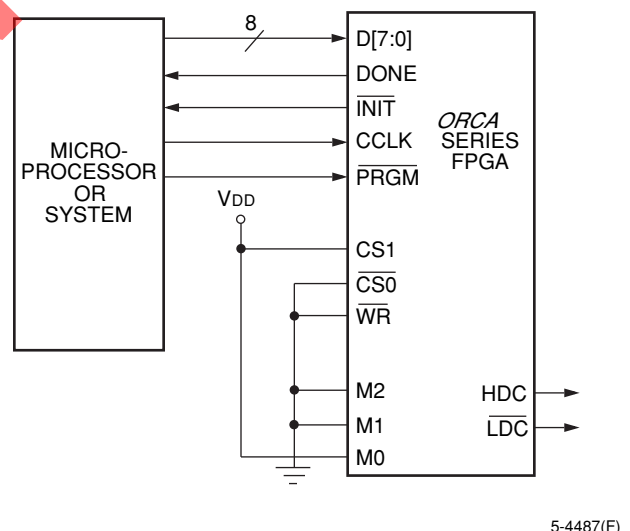 8
D[7:0]
DONE
INIT
CCLK
PRGM
ORCA
SERIES
FPGA
MICRO-
PROCESSOR
OR
SYSTEM
VDD
CS1
CS0
WR
M2
M1
M0
HDC
LDC
5-4487(F)